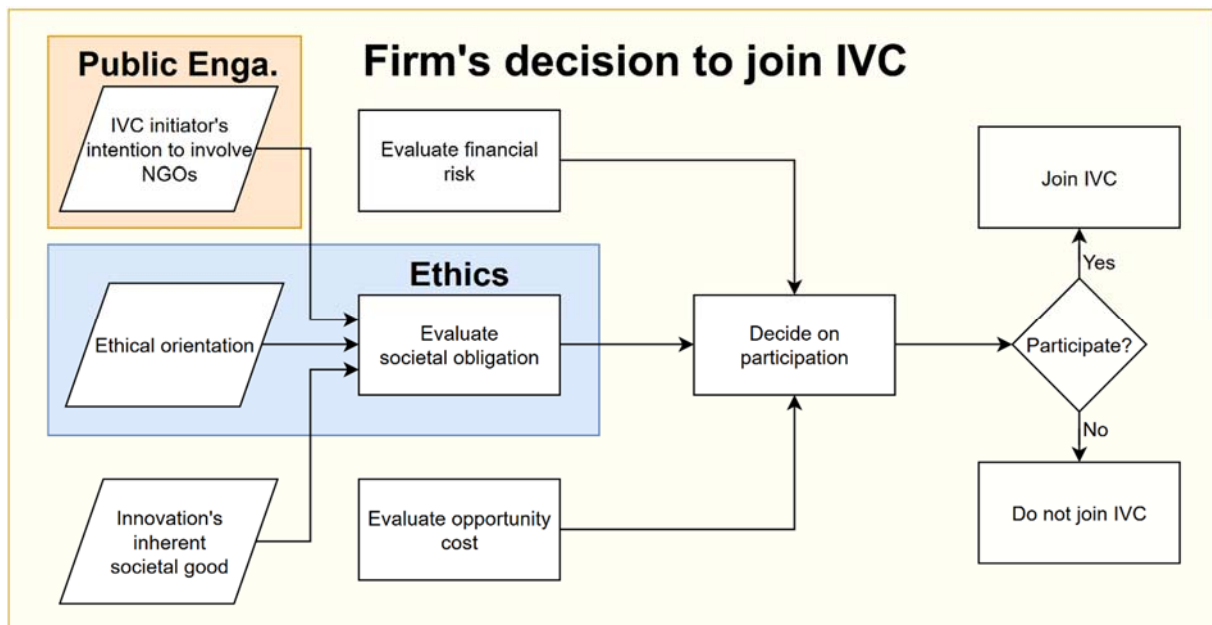 Firm's decision to join IVC
Public Enga.
IVC initiator's
intention to involve
NGOs
Evaluate financial
risk
Join IVC
Yes
Ethics
Ethical orientation
Evaluate
societal obligation
Decide on
participation
Participate?
No
Innovation's
inherent
societal good
Evaluate opportunity
cost
Do not join IVC